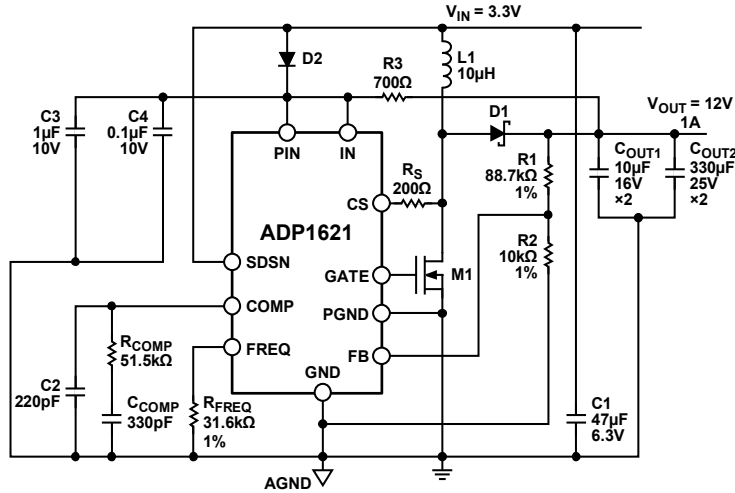 V_IN = 3.3V
L1
10µH
D2
R3
700Ω
C3
1µF
10V
C4
0.1µF
10V
D1
V_OUT = 12V
1A
PIN
IN
C_OUT1
10µF
16V
×2
C_OUT2
330µF
25V
×2
R1
88.7kΩ
1%
R_S
200Ω
CS
ADP1621
R2
10kΩ
1%
SDSN
GATE
M1
COMP
PGND
R_COMP
51.5kΩ
FREQ
FB
GND
C2
220pF
C_COMP
330pF
R_FREQ
31.6kΩ
1%
C1
47µF
6.3V
AGND